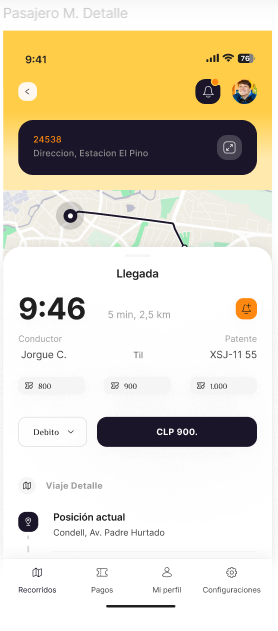 Pasajero M. Detalle
9:41
76
24538
Direccion, Estacion El Pino
Llegada
9:46
5 min, 2,5 km
Conductor
Patente
Jorgue C.
Til
XSJ-11 55
800
900
1.000
Debito
CLP 900.
Viaje Detalle
Posición actual
Condell, Av. Padre Hurtado
Recorridos
Pagos
Mi perfil
Configuraciones